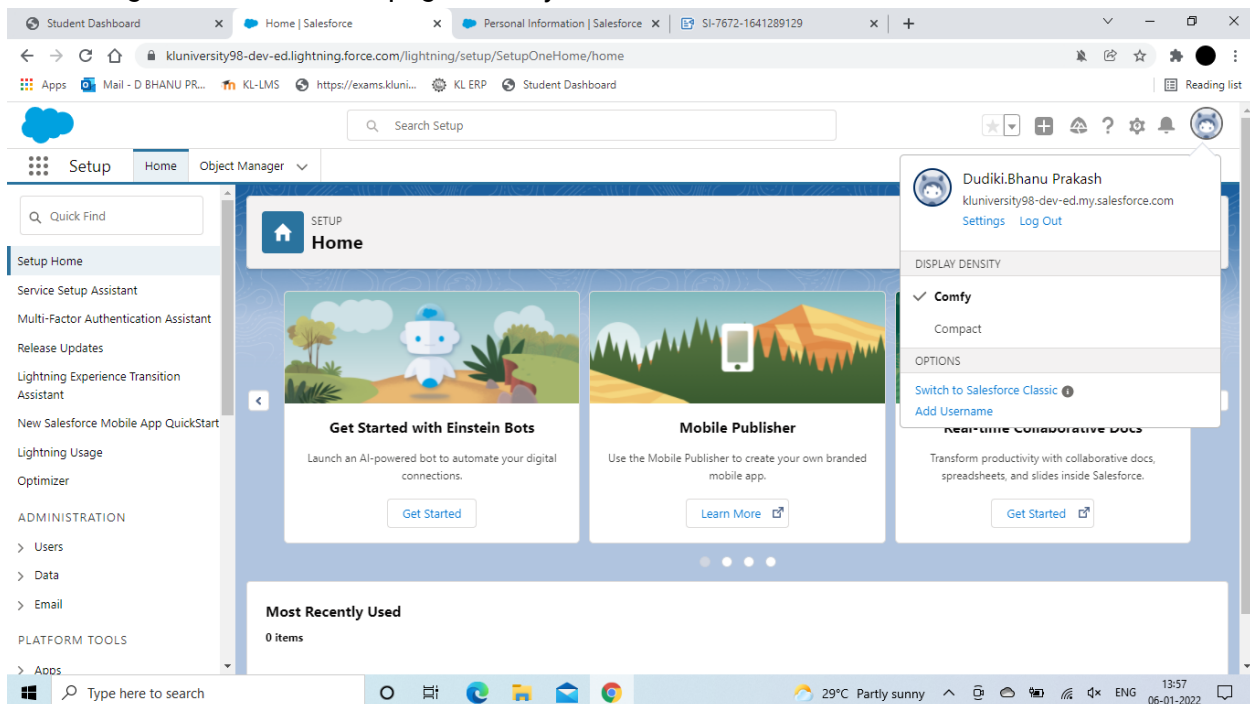 Student Dashboard
Home | Salesforce
Personal Information | Salesforce
SI-7672-1641289129
kluniversity98-dev-ed.lightning.force.com/lightning/setup/SetupOneHome/home
Apps
Mail - D BHANU PR...
KL-LMS
https://exams.kluni...
KL ERP
Student Dashboard
Reading list
Search Setup
Setup
Home
Object Manager
Dudiki.Bhanu Prakash
kluniversity98-dev-ed.my.salesforce.com
Settings Log Out
DISPLAY DENSITY
Comfy
Compact
OPTIONS
Switch to Salesforce Classic
Add Username
Quick Find
Setup Home
Service Setup Assistant
Multi-Factor Authentication Assistant
Release Updates
Lightning Experience Transition
Assistant
New Salesforce Mobile App QuickStart
Lightning Usage
Optimizer
ADMINISTRATION
Users
Data
Email
PLATFORM TOOLS
Apps
SETUP
Home
Get Started with Einstein Bots
Launch an AI-powered bot to automate your digital
connections.
Get Started
Mobile Publisher
Use the Mobile Publisher to create your own branded
mobile app.
Learn More
Real-time Collaborative Docs
Transform productivity with collaborative docs,
spreadsheets, and slides inside Salesforce.
Get Started
Most Recently Used
0 items
Type here to search
29°C Partly sunny
ENG
13:57
06-01-2022